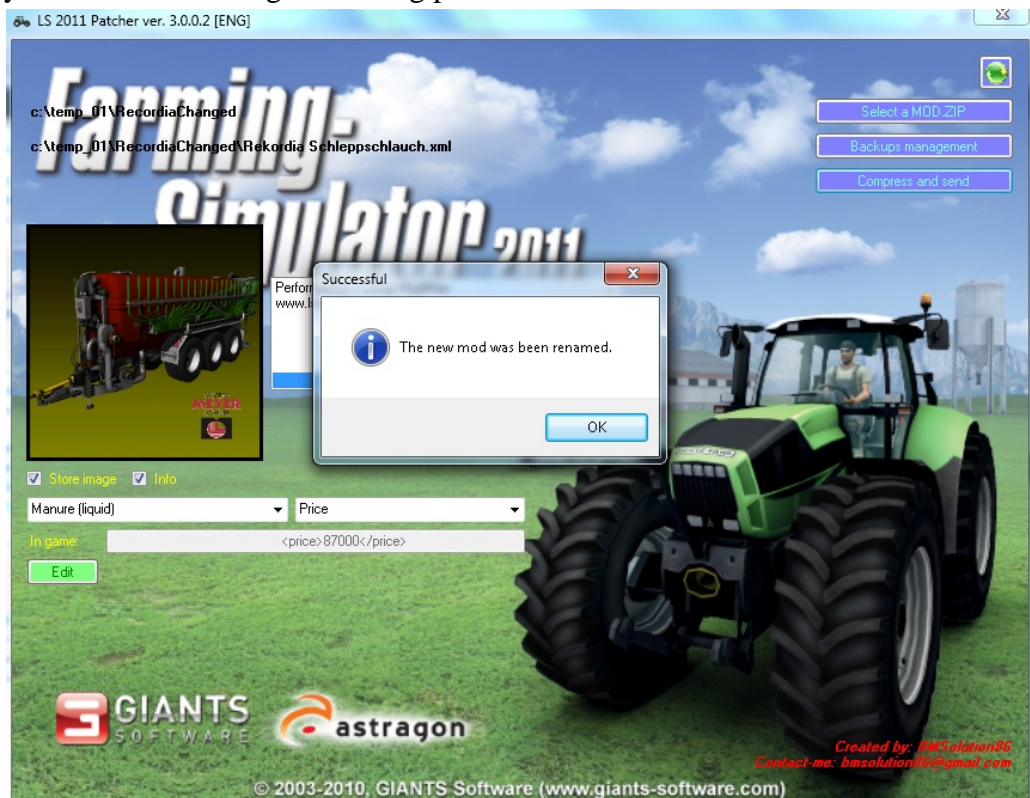 LS 2011 Patcher ver. 3.0.0.2 [ENG]
Farming-
Simulator 2011
c:\temp_01\RecordiaChanged
c:\temp_01\RecordiaChanged\Rekordia Schleppschlauch.xml
Select a MOD.ZIP
Backups management
Compress and send
Perfor
www.l
Successful
The new mod was been renamed.
OK
MEYER
Store image
Info
Manure (liquid)
Price
In game:
<price>87000</price>
Edit
GIANTS
SOFTWARE
astragon
Created by: BMSolution86
Contact-me: bmsolution86@gmail.com
© 2003-2010, GIANTS Software (www.giants-software.com)